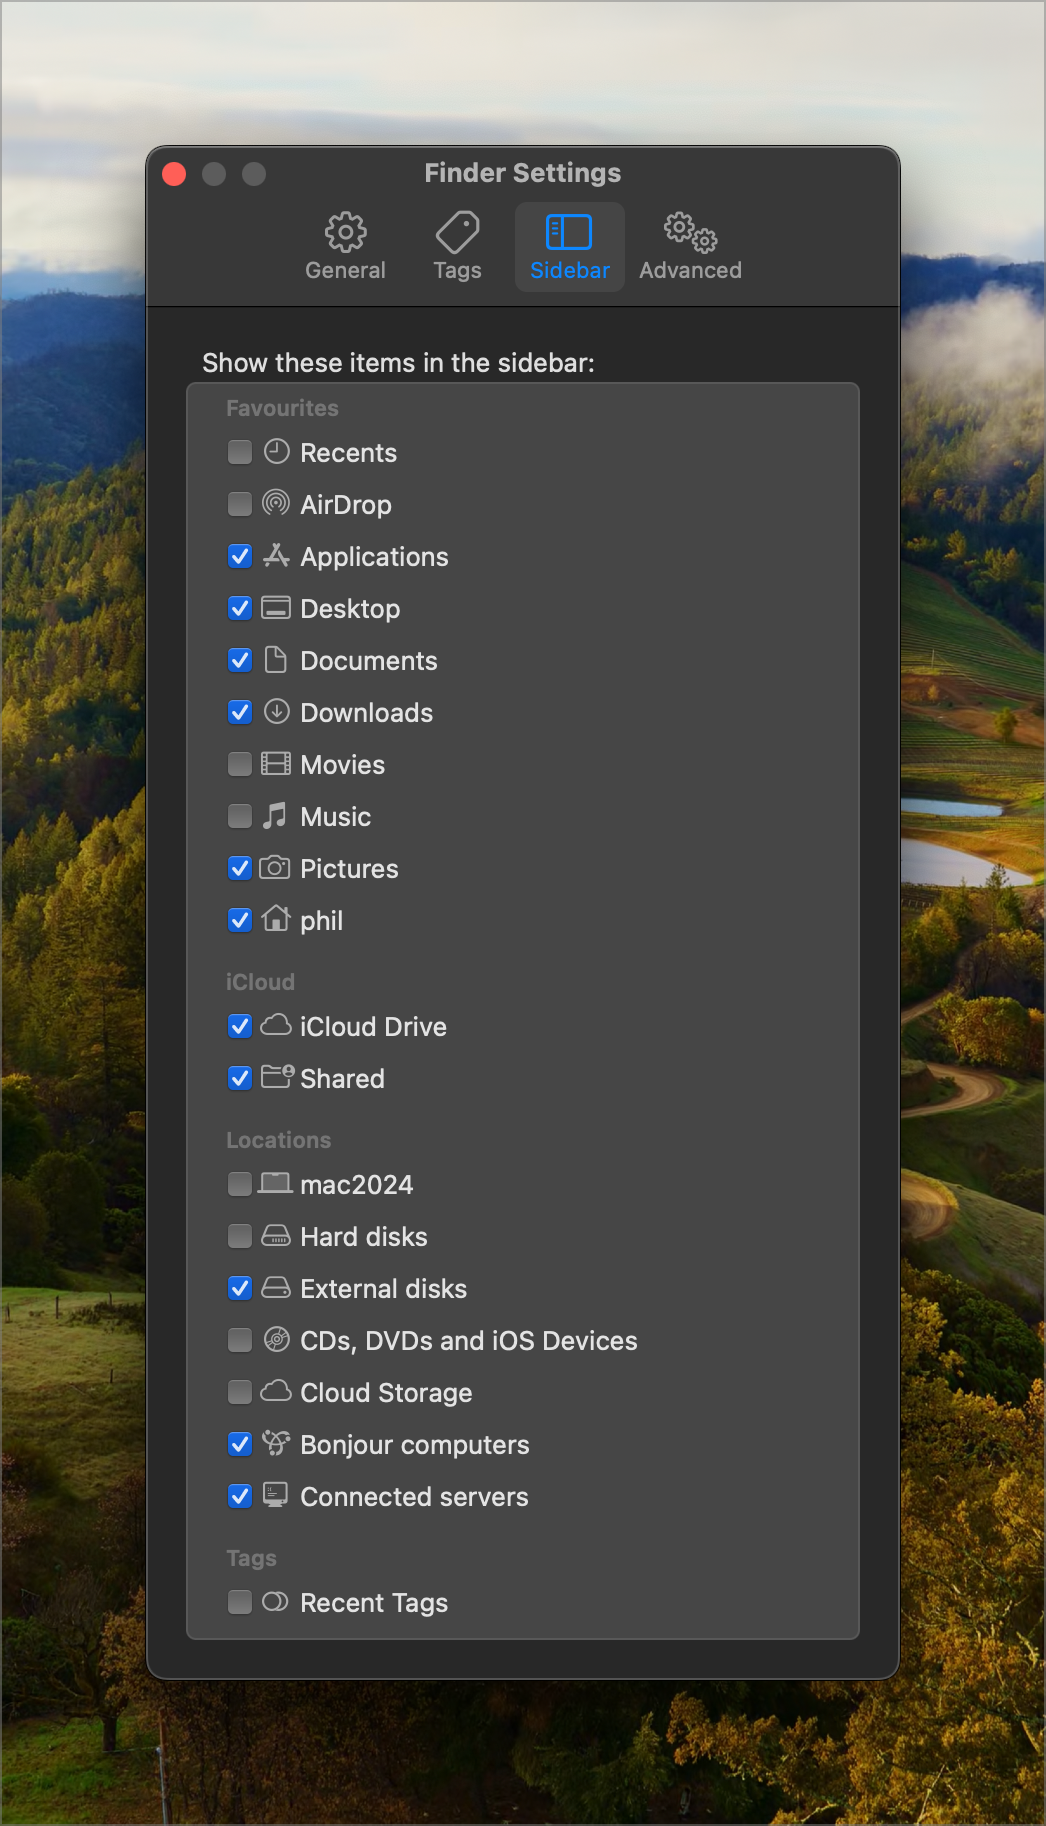 Finder Settings
General
Tags
Sidebar
Advanced
Show these items in the sidebar:
Favourites
Recents
AirDrop
Applications
Desktop
Documents
Downloads
Movies
Music
Pictures
phil
iCloud
iCloud Drive
Shared
Locations
mac2024
Hard disks
External disks
CDs, DVDs and iOS Devices
Cloud Storage
Bonjour computers
Connected servers
Tags
Recent Tags